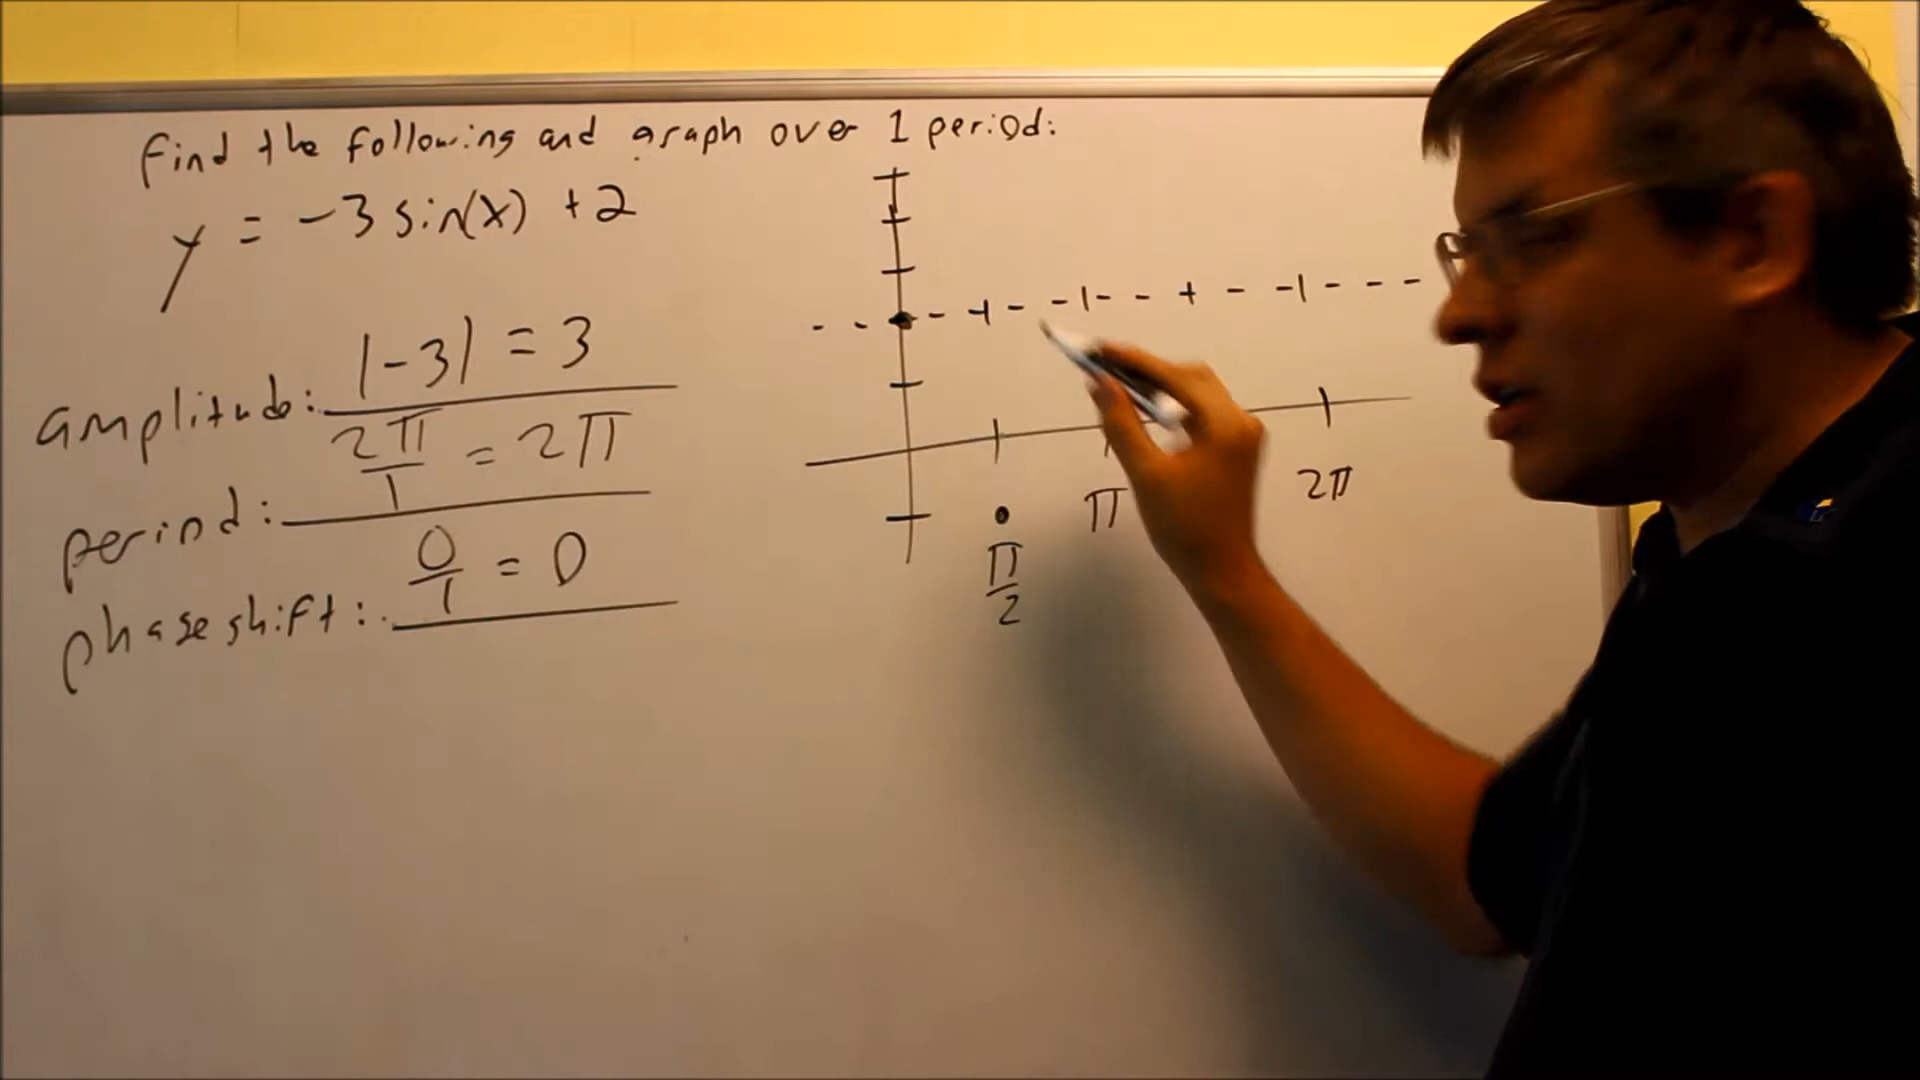 Find the following and graph over 1 period:
y = -3 sin(x) + 2
amplitude: |-3| = 3
period: 2π/1 = 2π
phase shift: 0/1 = 0
π/2
π
2π